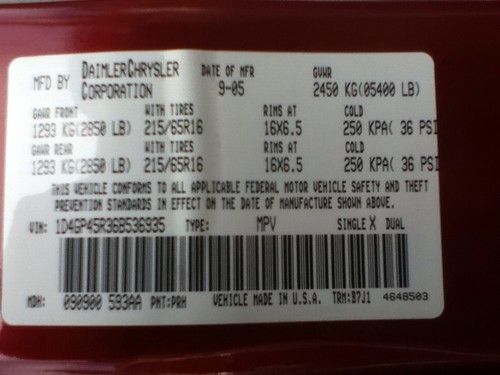 MFD BY DAIMLERCHRYSLER CORPORATION DATE OF MFR 9-05 GVWR 2450 KG(05400 LB)
GAWR FRONT WITH TIRES RIMS AT COLD
1293 KG(2850 LB) 215/65R16 16X6.5 250 KPA( 36 PSI
GAWR REAR WITH TIRES RIMS AT COLD
1293 KG(2850 LB) 215/65R16 16X6.5 250 KPA( 36 PSI
THIS VEHICLE CONFORMS TO ALL APPLICABLE FEDERAL MOTOR VEHICLE SAFETY AND THEFT
PREVENTION STANDARDS IN EFFECT ON THE DATE OF MANUFACTURE SHOWN ABOVE.
VIN: 1D4GP45R36B536935 TYPE: MPV SINGLE X DUAL
MDH: 090900 593AA PNT:PRH VEHICLE MADE IN U.S.A. TRM:B7J1 4648503